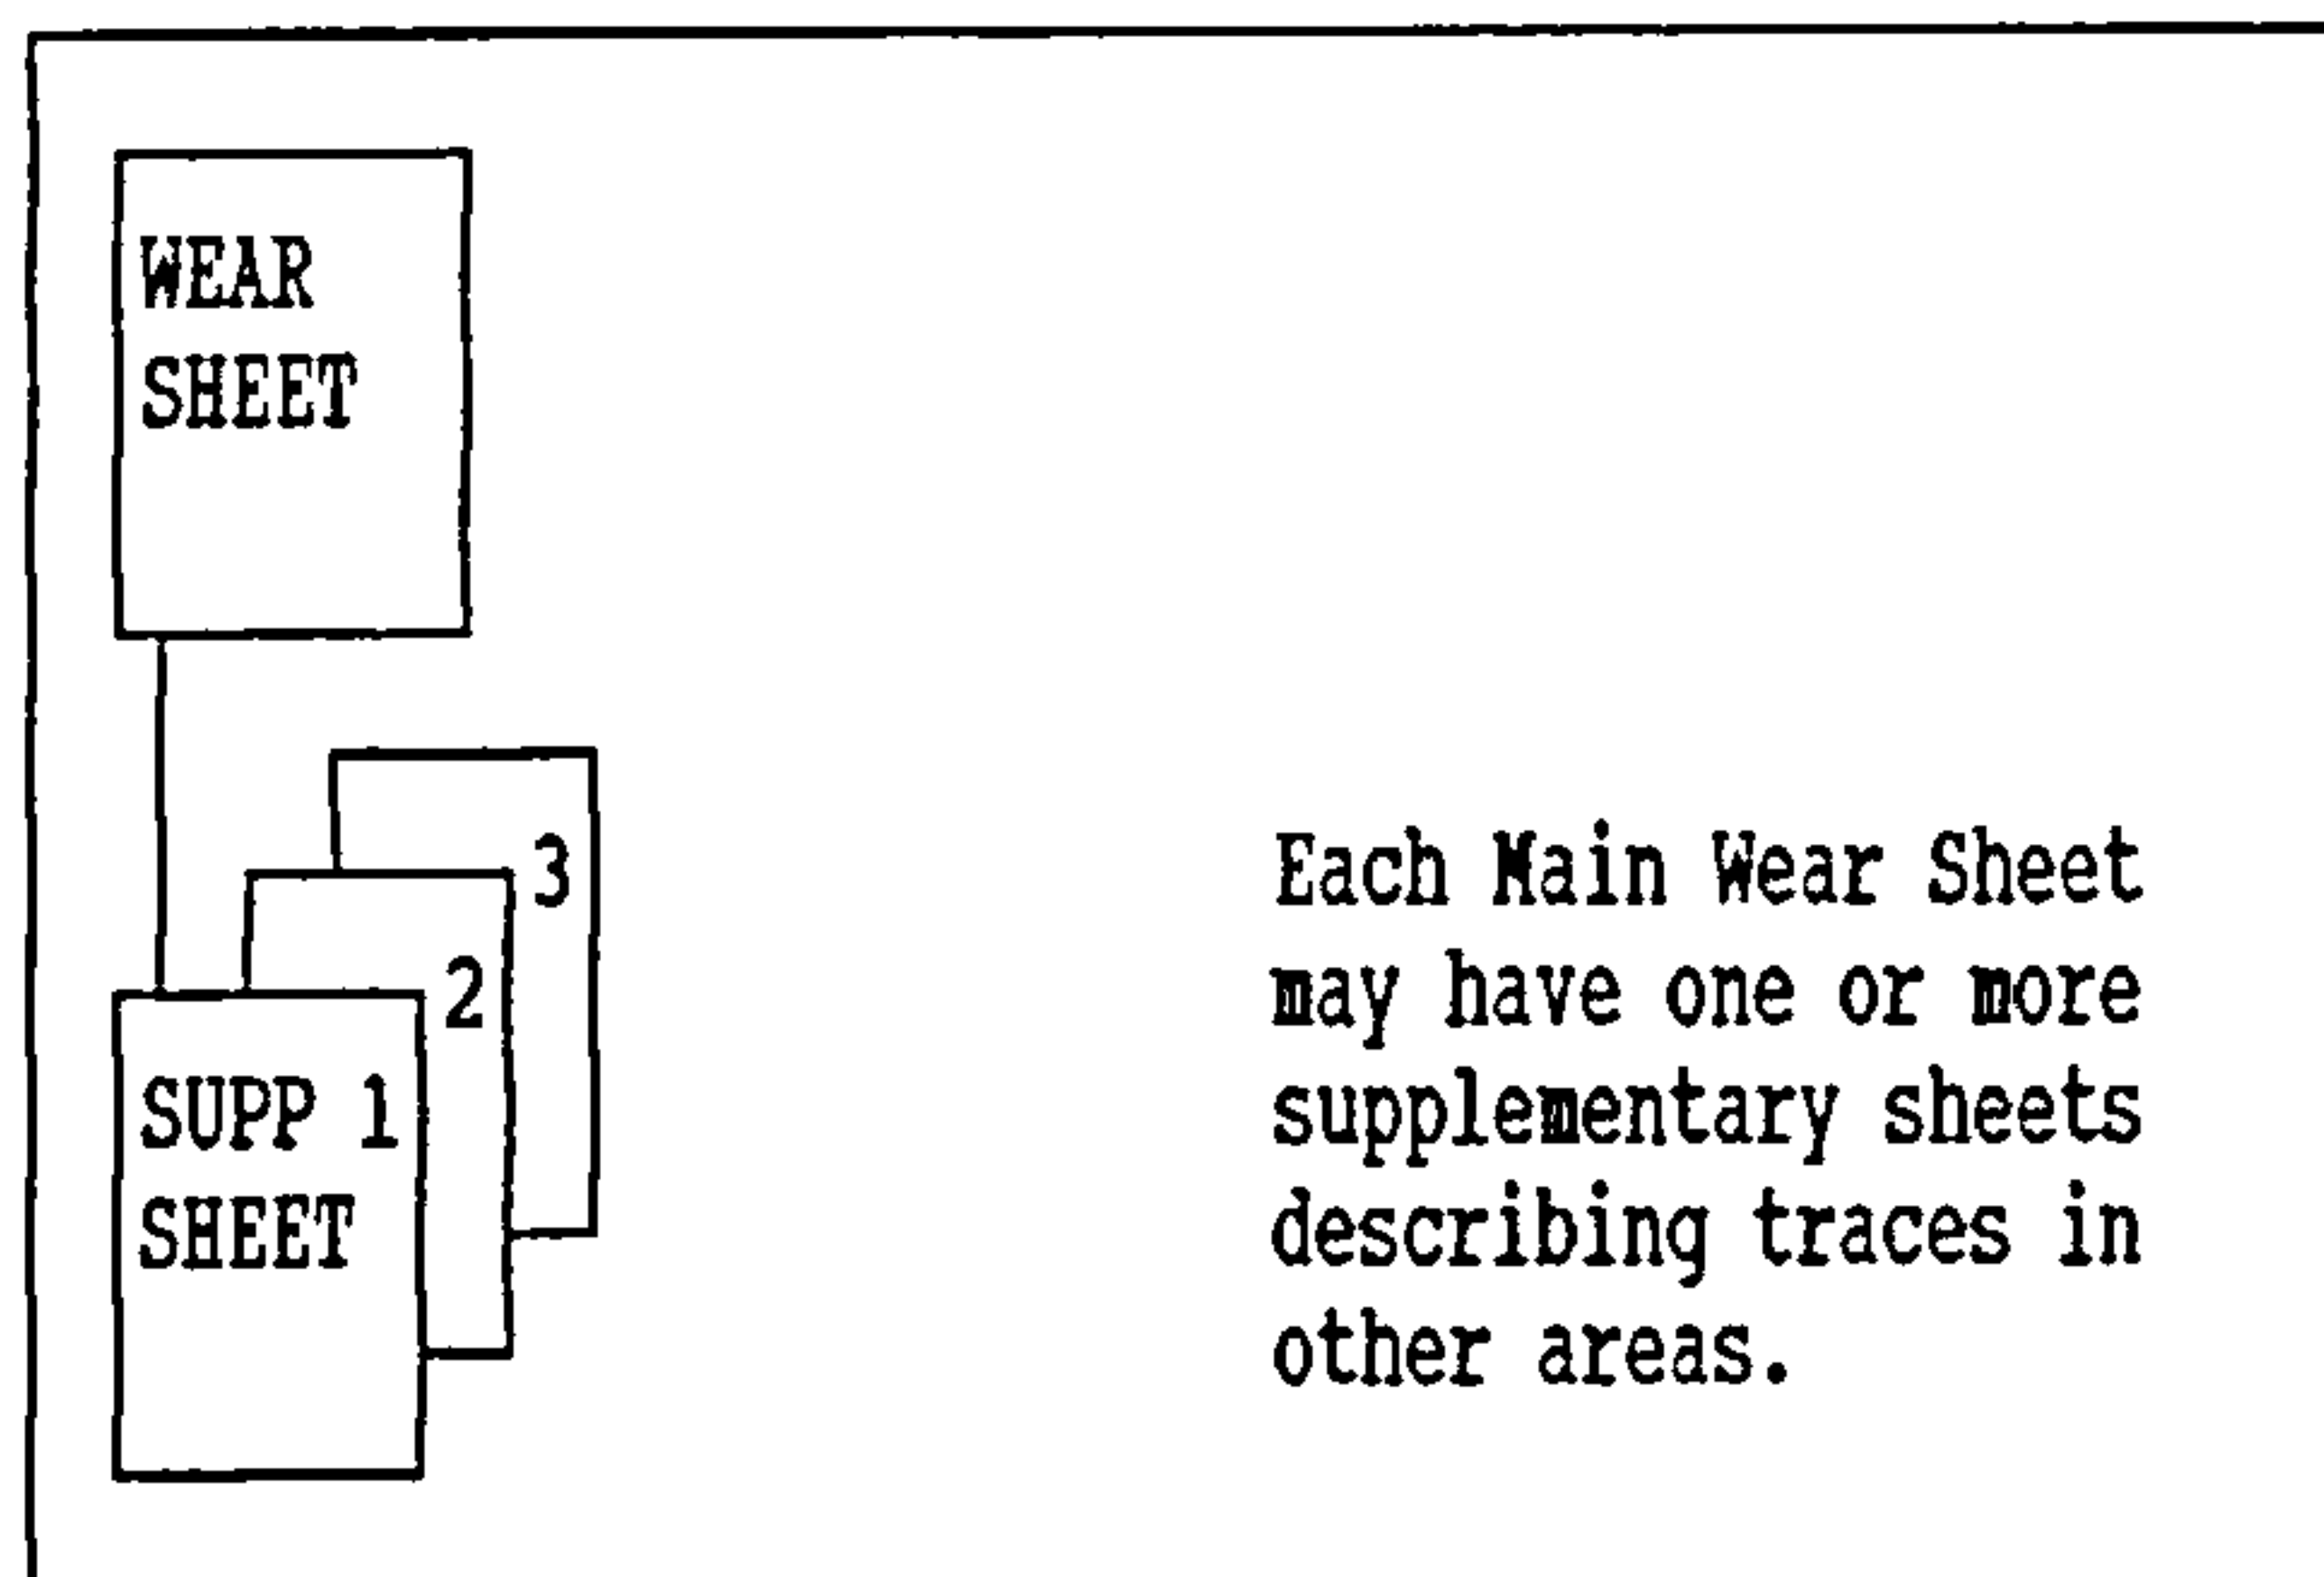 WEAR
SHEET
3
2
SUPP 1
SHEET
Each Main Wear Sheet
may have one or more
supplementary sheets
describing traces in
other areas.